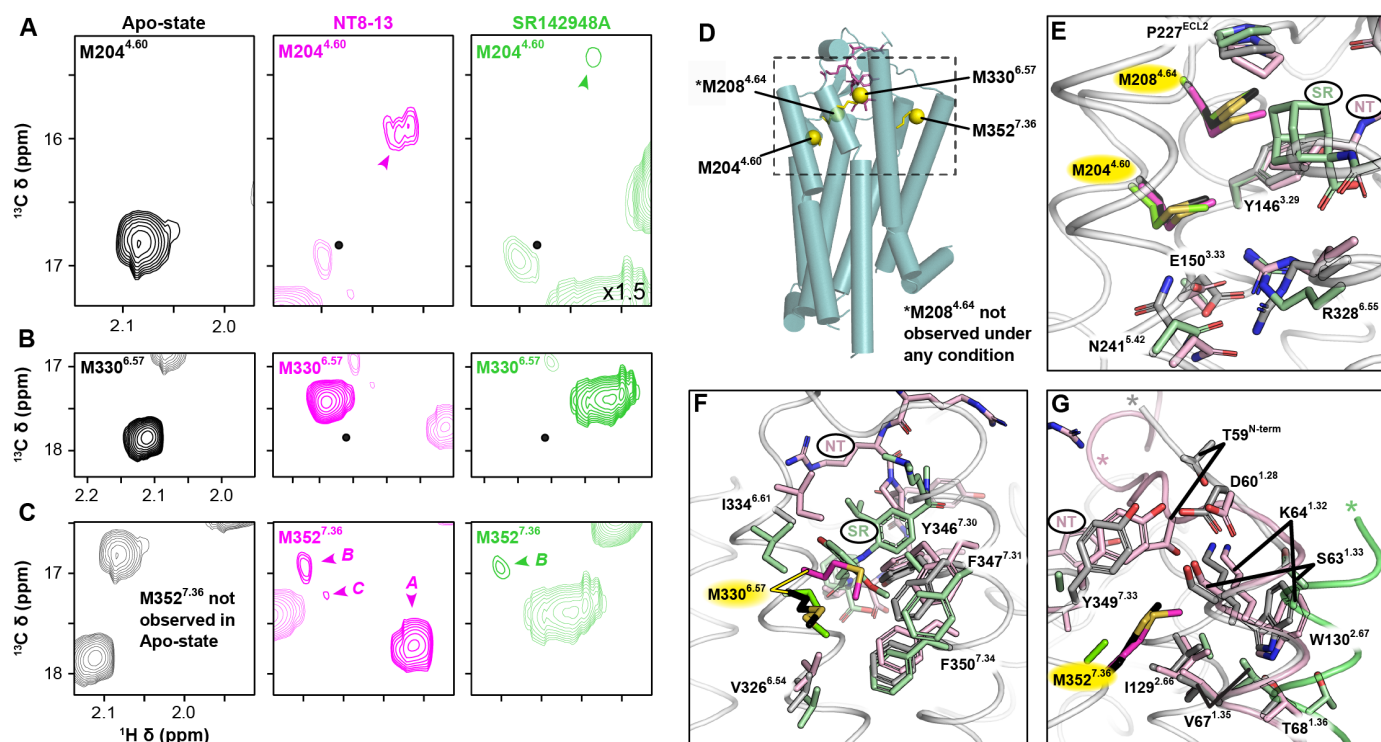 Apo-state
NT8-13
SR142948A
A
M204^4.60
M204^4.60
M204^4.60
13C δ (ppm)
16
17
x1.5
2.1
2.0
B
M330^6.57
M330^6.57
M330^6.57
13C δ (ppm)
17
18
2.2
2.1
2.0
C
M352^7.36
M352^7.36
B
C
A
B
M352^7.36 not
observed in
Apo-state
13C δ (ppm)
17
18
2.1
2.0
1H δ (ppm)
D
*M208^4.64
M330^6.57
M352^7.36
M204^4.60
*M208^4.64 not
observed under
any condition
E
P227^ECL2
M208^4.64
SR
NT
M204^4.60
Y146^3.29
E150^3.33
R328^6.55
N241^5.42
F
NT
I334^6.61
SR
Y346^7.30
F347^7.31
M330^6.57
F350^7.34
V326^6.54
G
*
*
*
T59^N-term
D60^1.28
NT
K64^1.32
S63^1.33
Y349^7.33
W130^2.67
M352^7.36
I129^2.66
V67^1.35
T68^1.36